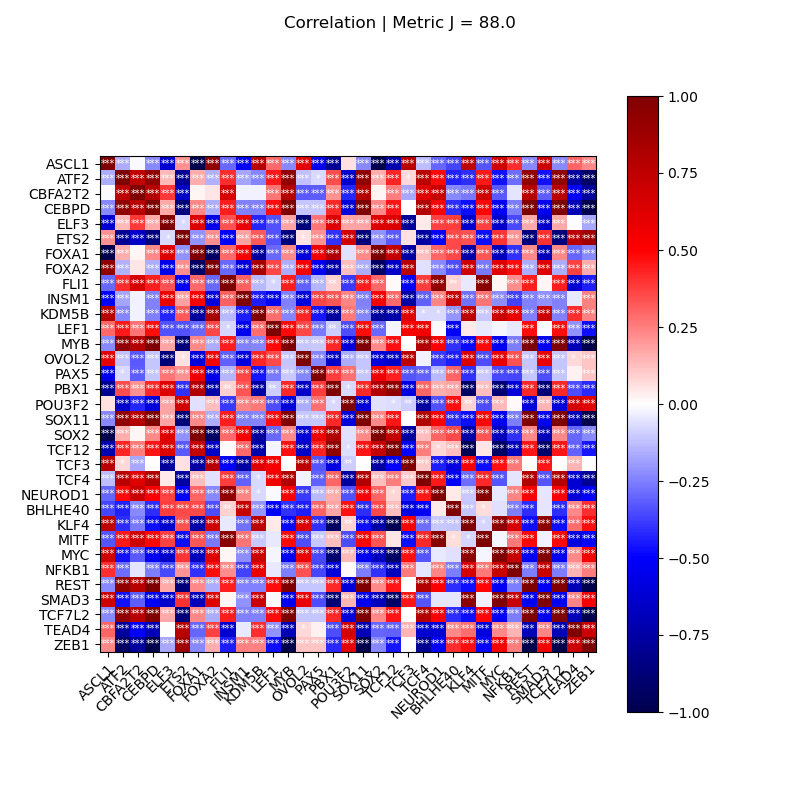 Correlation | Metric J = 88.0
ASCL1
ATF2
CBFA2T2
CEBPD
ELF3
ETS2
FOXA1
FOXA2
FLI1
INSM1
KDM5B
LEF1
MYB
OVOL2
PAX5
PBX1
POU3F2
SOX11
SOX2
TCF12
TCF3
TCF4
NEUROD1
BHLHE40
KLF4
MITF
MYC
NFKB1
REST
SMAD3
TCF7L2
TEAD4
ZEB1
ASCL1 ATF2 CBFA2T2 CEBPD ELF3 ETS2 FOXA1 FOXA2 FLI1 INSM1 KDM5B LEF1 MYB OVOL2 PAX5 PBX1 POU3F2 SOX11 SOX2 TCF12 TCF3 TCF4 NEUROD1 BHLHE40 KLF4 MITF MYC NFKB1 REST SMAD3 TCF7L2 TEAD4 ZEB1
1.00
0.75
0.50
0.25
0.00
−0.25
−0.50
−0.75
−1.00